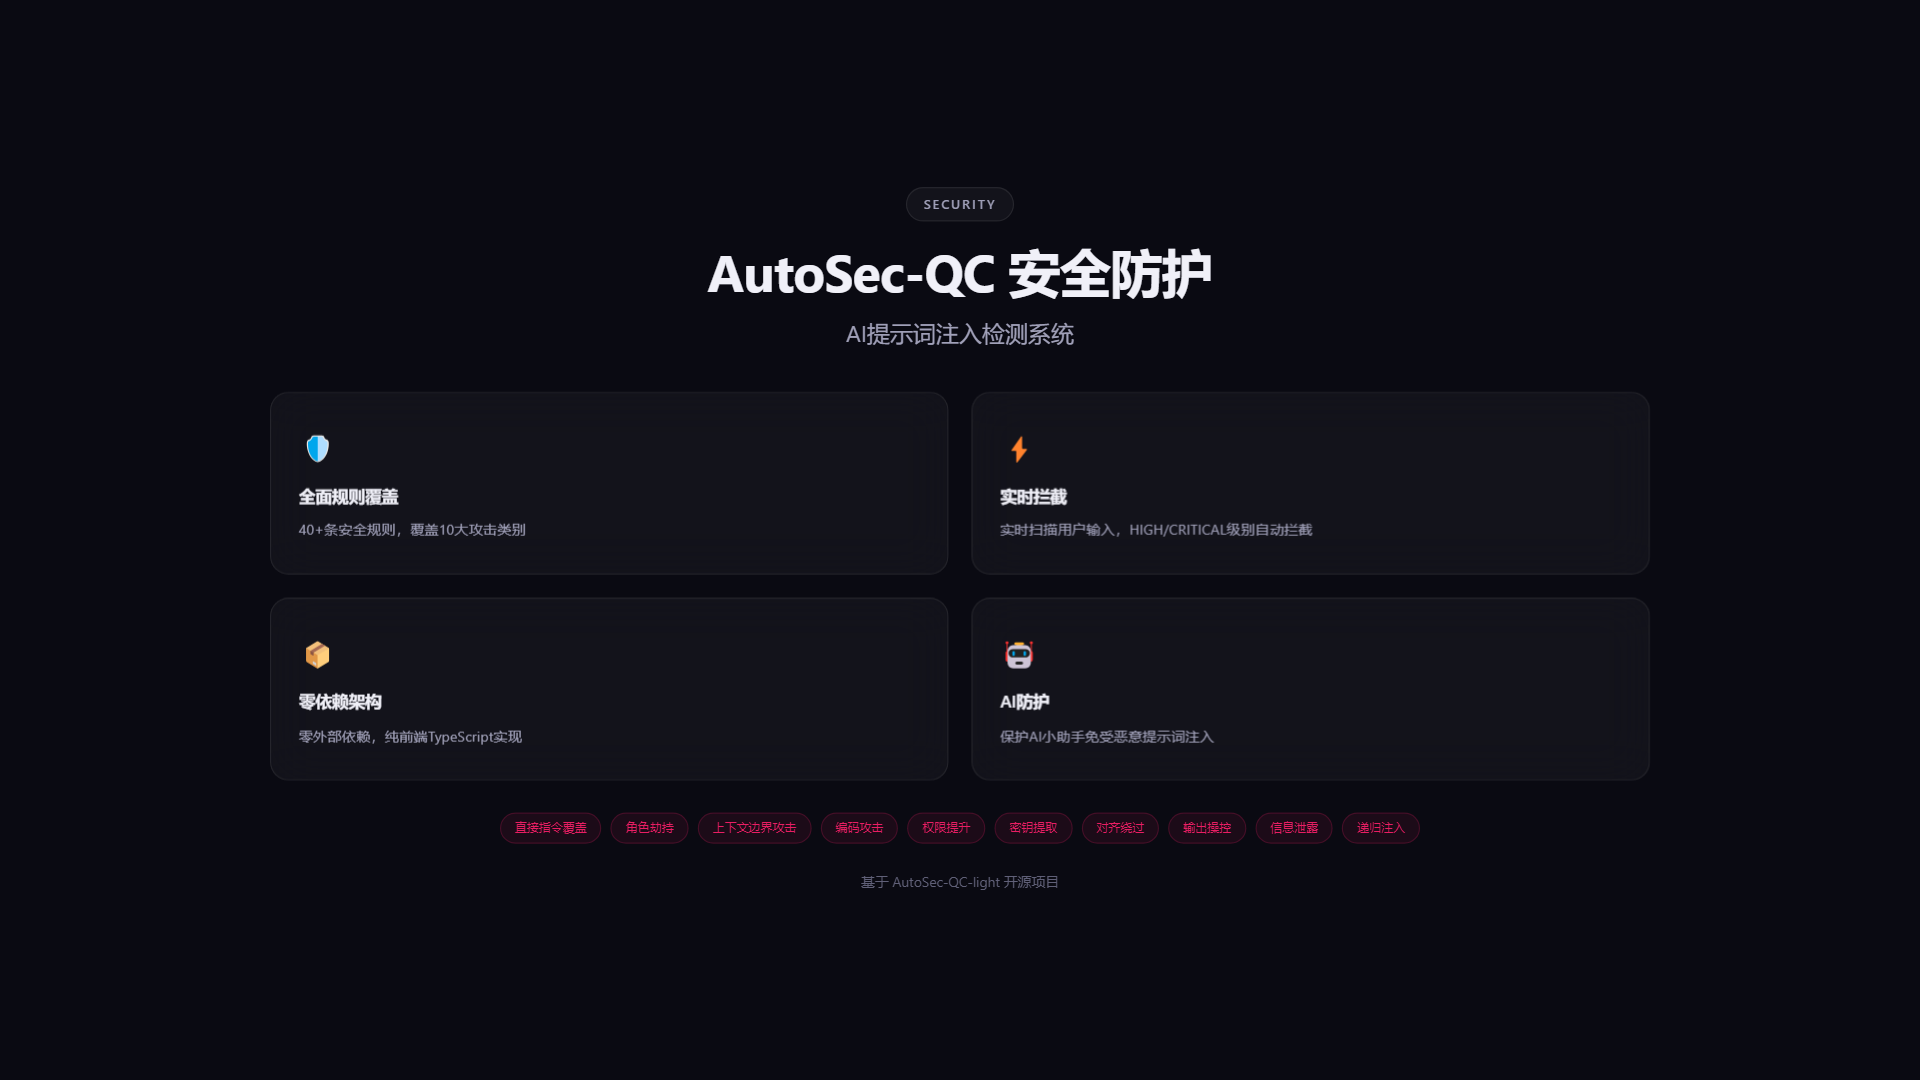 SECURITY
AutoSec-QC 安全防护
AI提示词注入检测系统
全面规则覆盖
40+条安全规则，覆盖10大攻击类别
实时拦截
实时扫描用户输入，HIGH/CRITICAL级别自动拦截
零依赖架构
零外部依赖，纯前端TypeScript实现
AI防护
保护AI小助手免受恶意提示词注入
直接指令覆盖 角色劫持 上下文边界攻击 编码攻击 权限提升 密钥提取 对齐绕过 输出操控 信息泄露 递归注入
基于 AutoSec-QC-light 开源项目